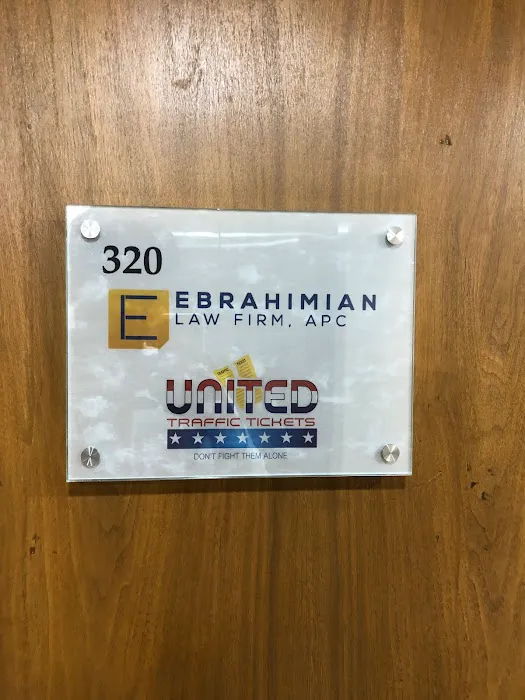 320
E EBRAHIMIAN
LAW FIRM, APC
UNITED
TRAFFIC TICKETS
DON'T FIGHT THEM ALONE